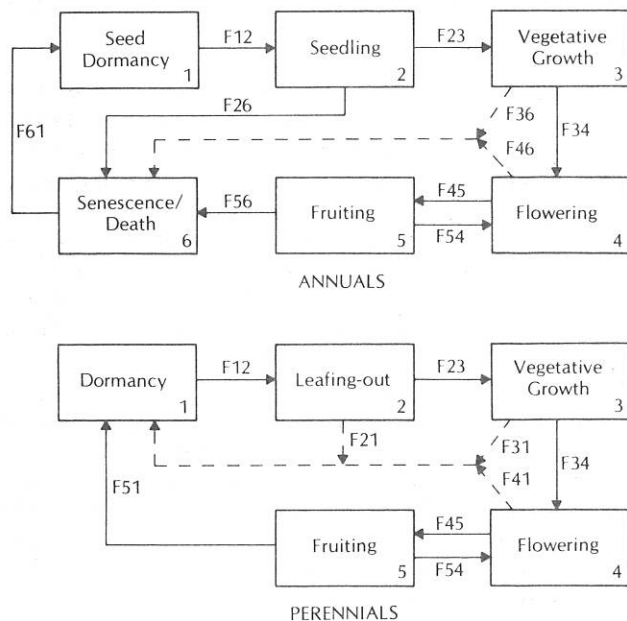 Seed
Dormancy
1
F12
Seedling
2
F23
Vegetative
Growth
3
F26
F36
F61
F46
F34
Senescence/
Death
6
F56
Fruiting
5
F45
F54
Flowering
4
ANNUALS
Dormancy
1
F12
Leafing-out
2
F23
Vegetative
Growth
3
F21
F31
F51
F41
F34
Fruiting
5
F45
F54
Flowering
4
PERENNIALS